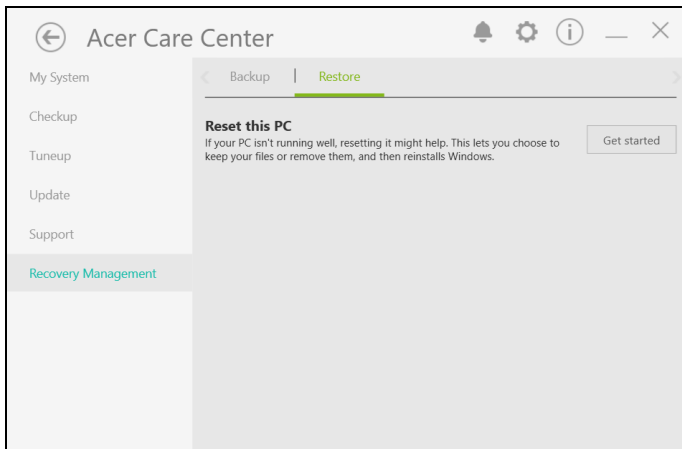 Acer Care Center
My System
Backup | Restore
Checkup
Reset this PC
If your PC isn't running well, resetting it might help. This lets you choose to
keep your files or remove them, and then reinstalls Windows.
Get started
Tuneup
Update
Support
Recovery Management